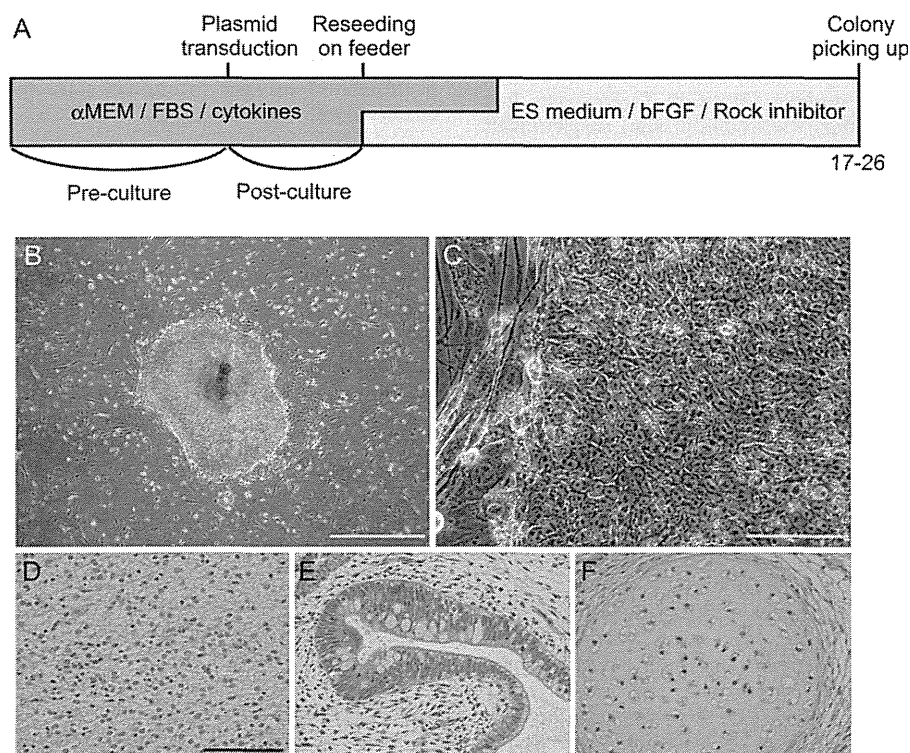 A
Plasmid
transduction
Reseeding
on feeder
Colony
picking up
αMEM / FBS / cytokines
ES medium / bFGF / Rock inhibitor
Pre-culture
Post-culture
17-26
B
C
D
E
F